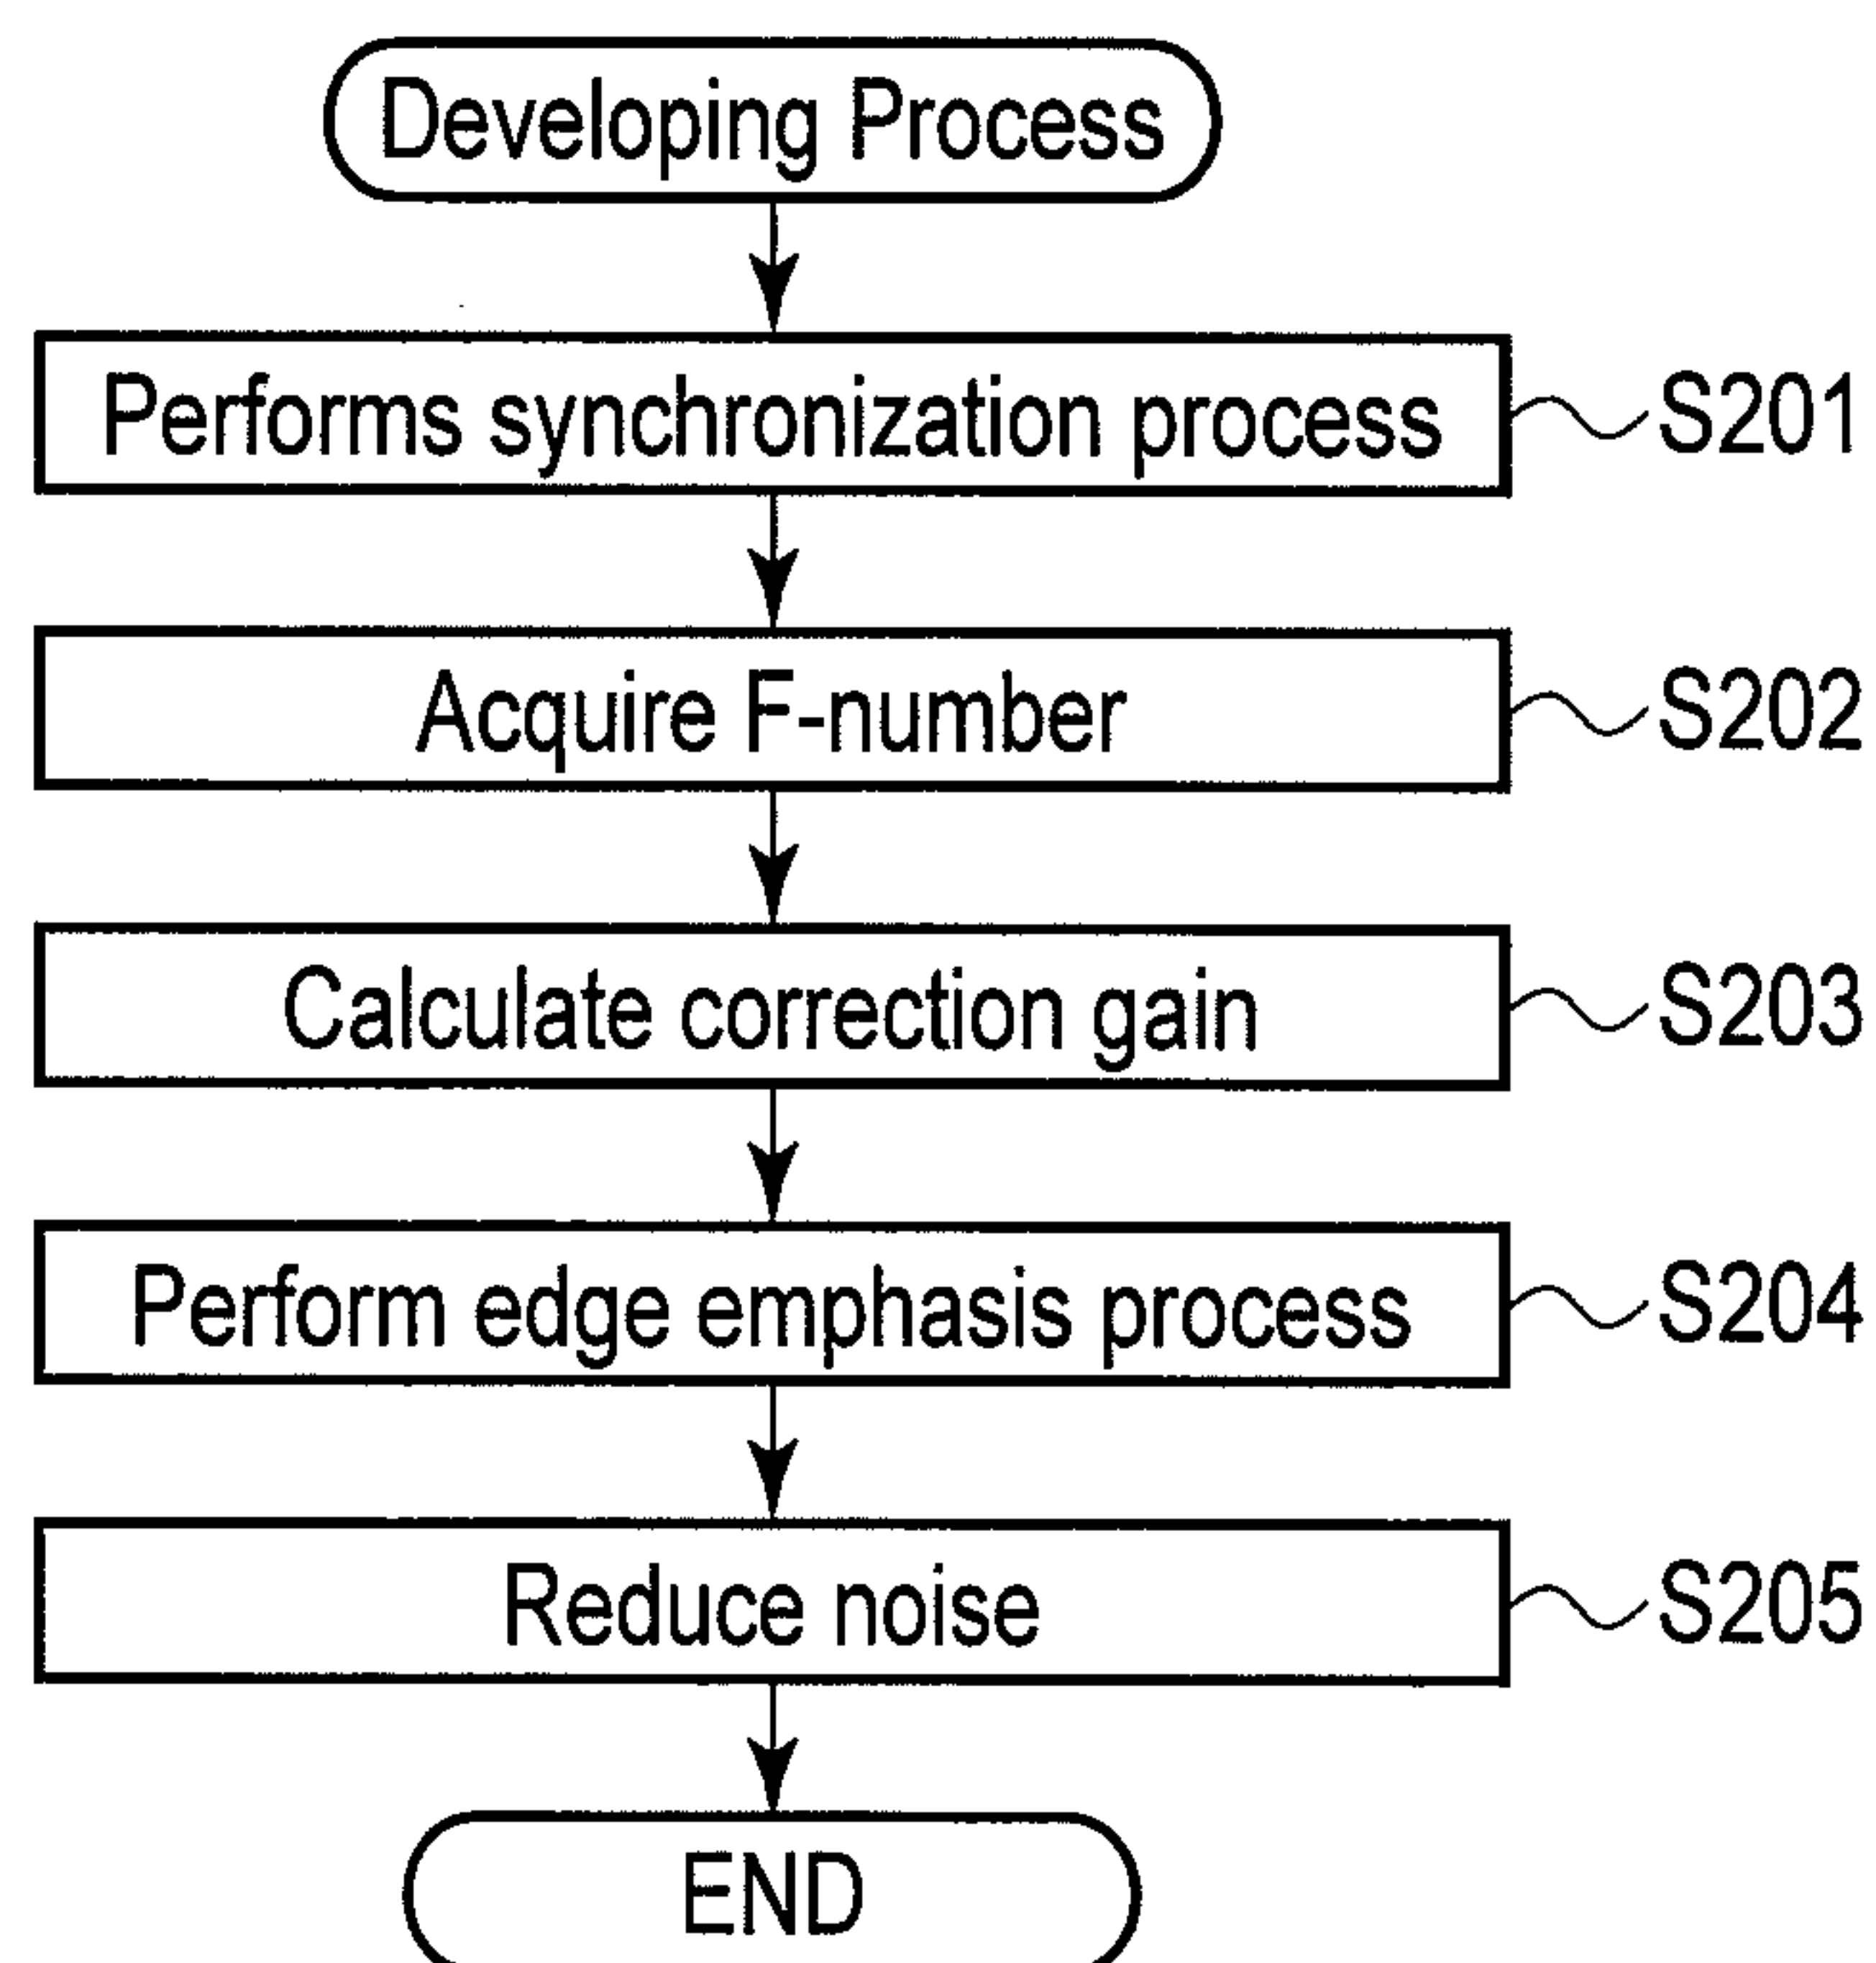 Developing Process
Performs synchronization process S201
Acquire F-number S202
Calculate correction gain S203
Perform edge emphasis process S204
Reduce noise S205
END